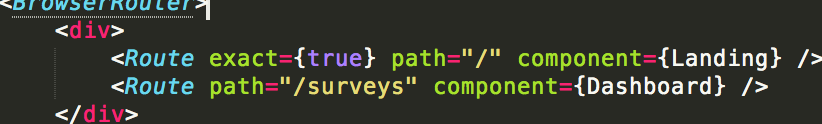 <BrowserRouter>
<div>
<Route exact={true} path="/" component={Landing} />
<Route path="/surveys" component={Dashboard} />
</div>